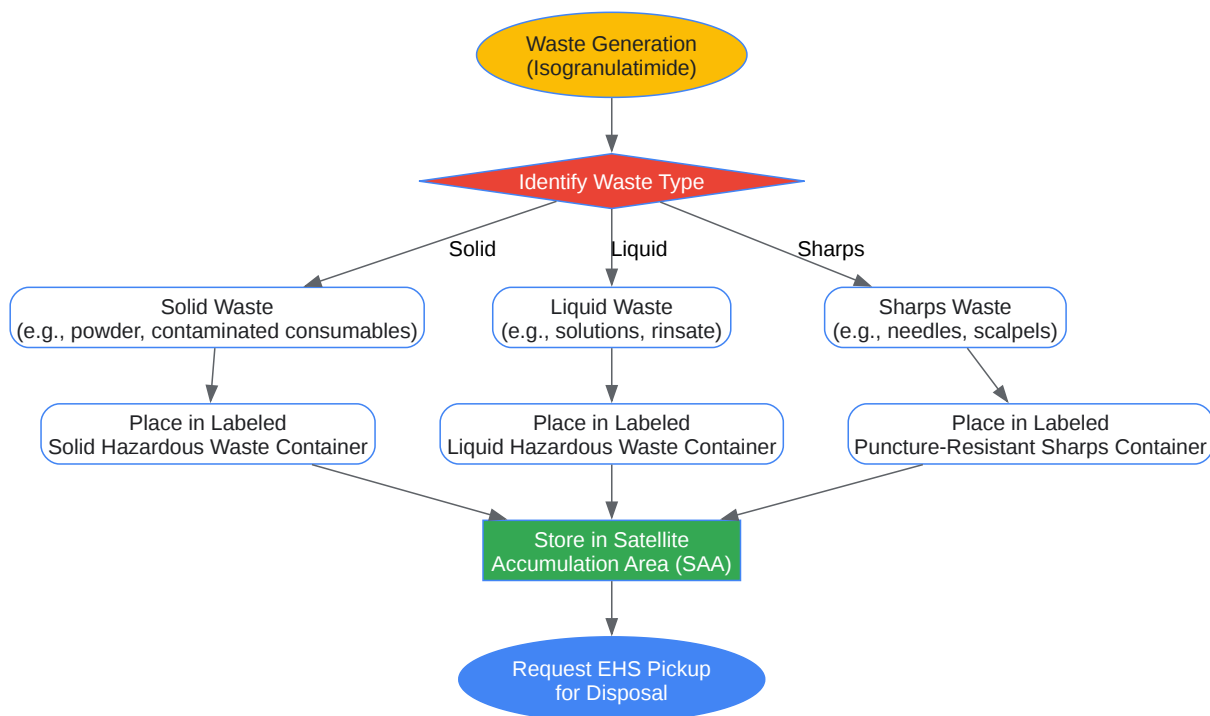 Waste Generation
(Isogranulatimide)
Identify Waste Type
Solid
Liquid
Sharps
Solid Waste
(e.g., powder, contaminated consumables)
Liquid Waste
(e.g., solutions, rinsate)
Sharps Waste
(e.g., needles, scalpels)
Place in Labeled
Solid Hazardous Waste Container
Place in Labeled
Liquid Hazardous Waste Container
Place in Labeled
Puncture-Resistant Sharps Container
Store in Satellite
Accumulation Area (SAA)
Request EHS Pickup
for Disposal